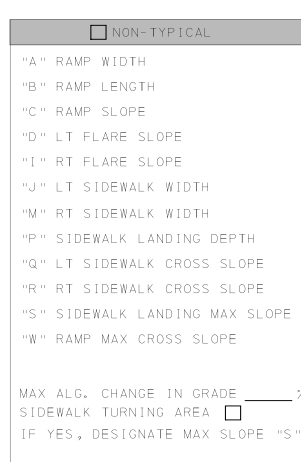 NON-TYPICAL
"A" RAMP WIDTH
"B" RAMP LENGTH
"C" RAMP SLOPE
"D" LT FLARE SLOPE
"I" RT FLARE SLOPE
"J" LT SIDEWALK WIDTH
"M" RT SIDEWALK WIDTH
"P" SIDEWALK LANDING DEPTH
"Q" LT SIDEWALK CROSS SLOPE
"R" RT SIDEWALK CROSS SLOPE
"S" SIDEWALK LANDING MAX SLOPE
"W" RAMP MAX CROSS SLOPE
MAX ALG. CHANGE IN GRADE ______ %
SIDEWALK TURNING AREA
IF YES, DESIGNATE MAX SLOPE "S"